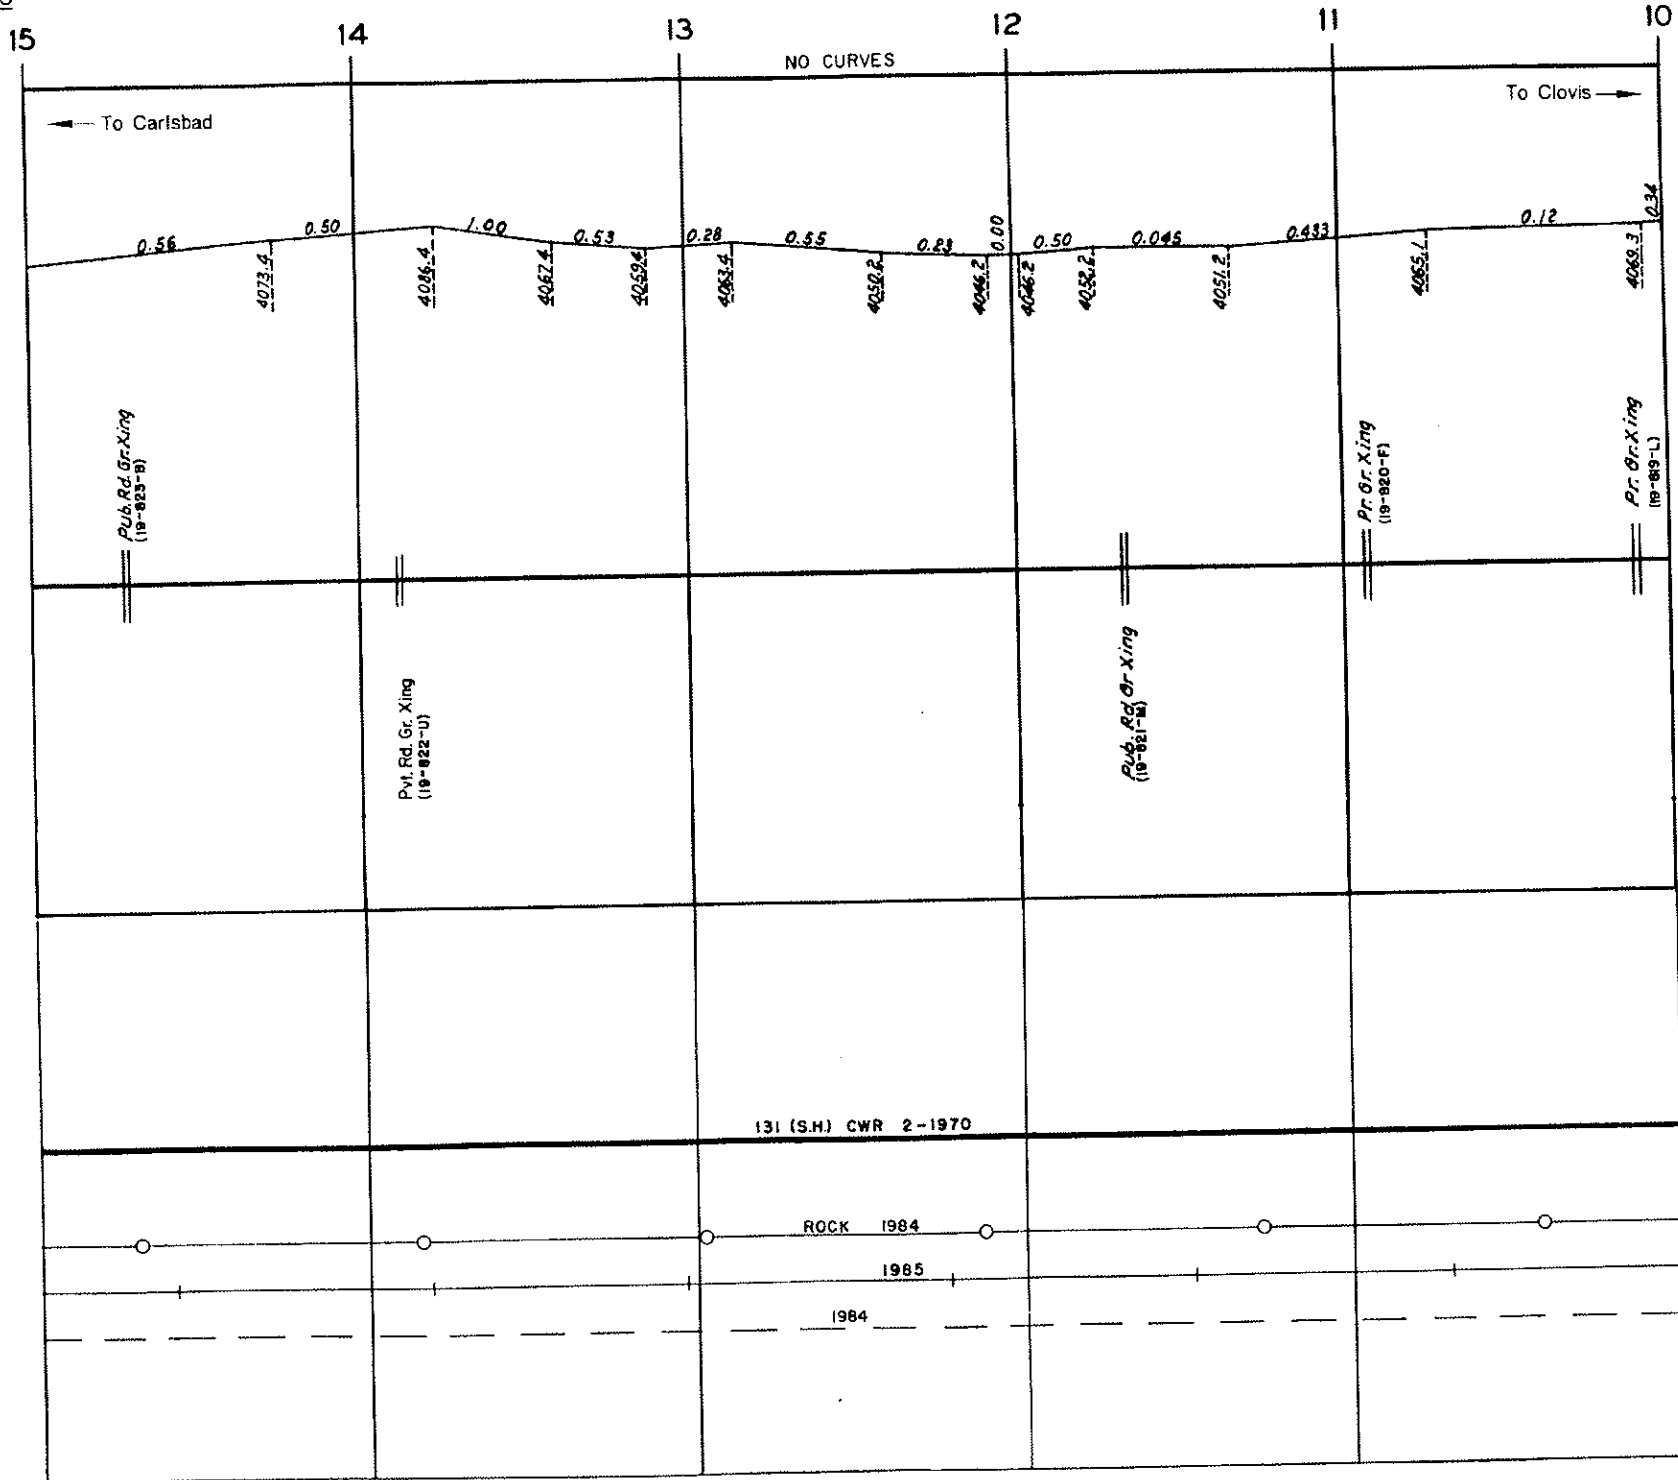 15 14 13 12 11 10
NO CURVES
To Carlsbad
To Clovis
0.56 0.50 1.00 0.53 0.28 0.55 0.23 0.00 0.50 0.045 0.433 0.12 0.34
4073.4 4086.4 4067.4 4059.4 4063.4 4050.2 4046.2 4046.2 4052.2 4051.2 4065.1 4069.3
Pub. Rd. Gr. Xing
(19-823-B)
Pvt. Rd. Gr. Xing
(19-822-U)
Pub. Rd. Gr Xing
(19-821-M)
Pr. Gr. Xing
(19-820-F)
Pr. Gr. Xing
(19-819-L)
131 (S.H.) CWR 2-1970
ROCK 1984
1985
1984